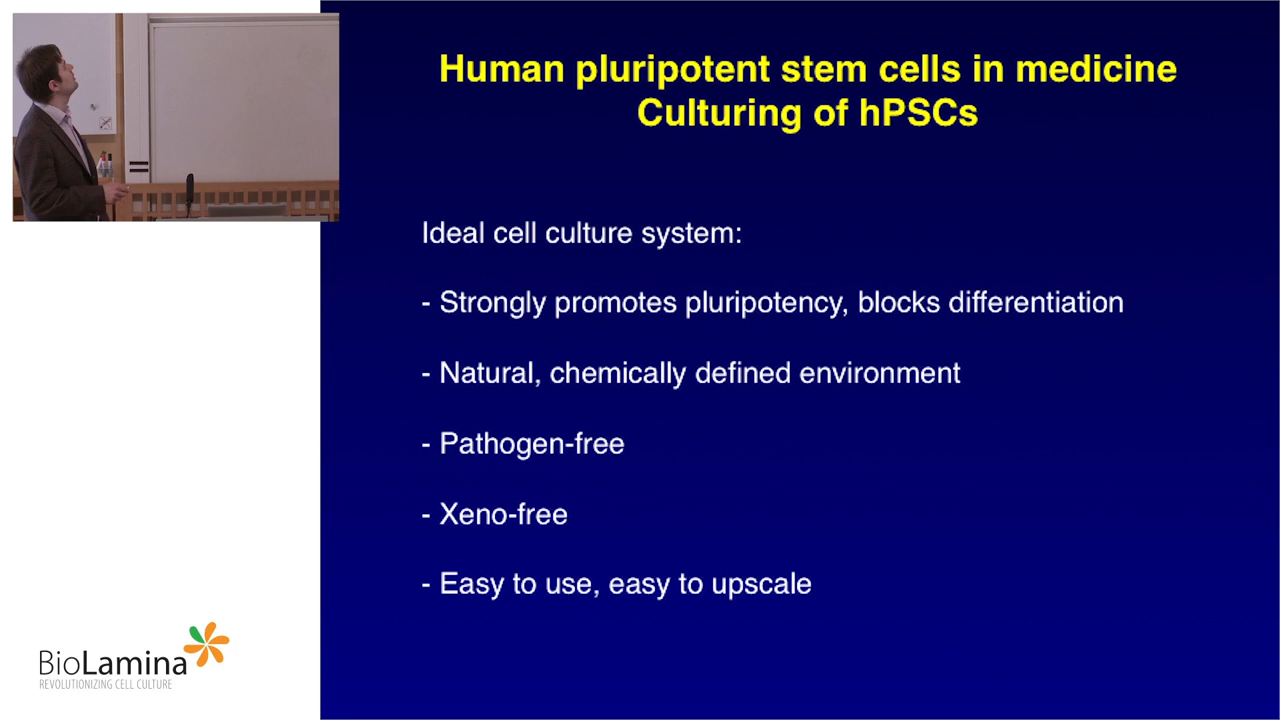 Human pluripotent stem cells in medicine
Culturing of hPSCs
Ideal cell culture system:
- Strongly promotes pluripotency, blocks differentiation
- Natural, chemically defined environment
- Pathogen-free
- Xeno-free
- Easy to use, easy to upscale
BioLamina
REVOLUTIONIZING CELL CULTURE